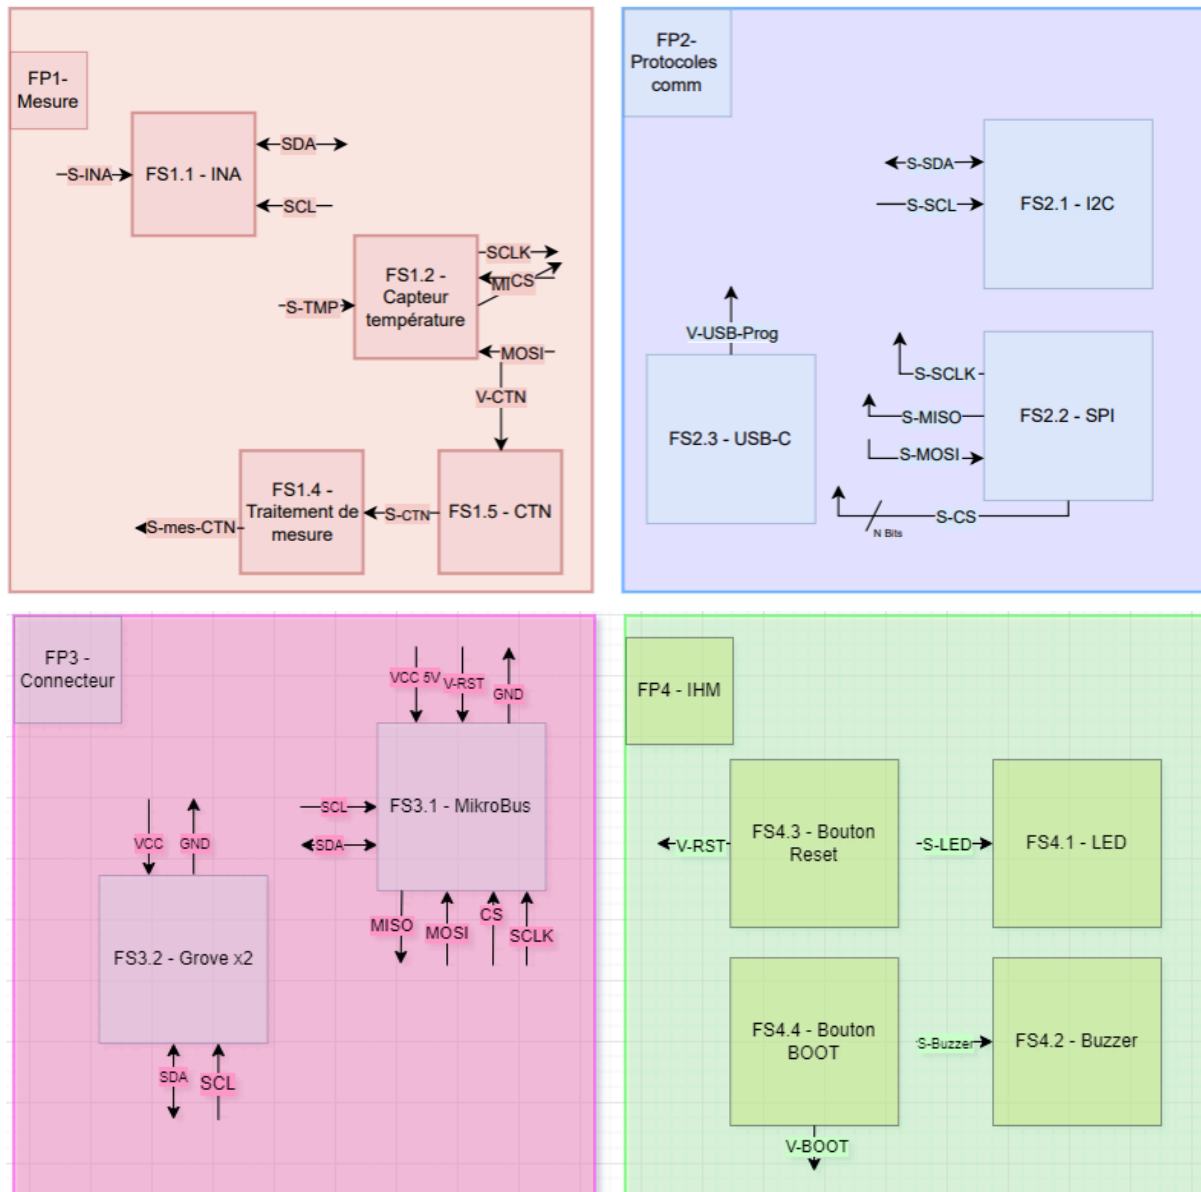 FP1-
Mesure
FS1.1 - INA
S-INA
SDA
SCL
FS1.2 -
Capteur
température
S-TMP
SCLK
CS
MOSI
V-CTN
FS1.4 -
Traitement de
mesure
S-mes-CTN
S-CTN
FS1.5 - CTN
FP2-
Protocoles
comm
S-SDA
S-SCL
FS2.1 - I2C
V-USB-Prog
FS2.3 - USB-C
S-SCLK
S-MISO
S-MOSI
FS2.2 - SPI
S-CS
N Bits
FP3 -
Connecteur
VCC 5V
V-RST
GND
SCL
SDA
FS3.1 - MikroBus
MISO
MOSI
CS
SCLK
VCC
GND
FS3.2 - Grove x2
SDA
SCL
FP4 - IHM
FS4.3 - Bouton
Reset
V-RST
S-LED
FS4.1 - LED
FS4.4 - Bouton
BOOT
V-BOOT
S-Buzzer
FS4.2 - Buzzer